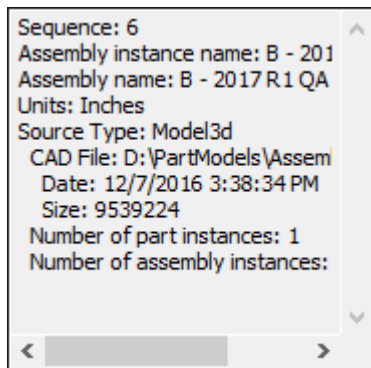 Sequence: 6
Assembly instance name: B - 201
Assembly name: B - 2017 R1 QA
Units: Inches
Source Type: Model3d
CAD File: D:\PartModels\Assem
Date: 12/7/2016 3:38:34 PM
Size: 9539224
Number of part instances: 1
Number of assembly instances: